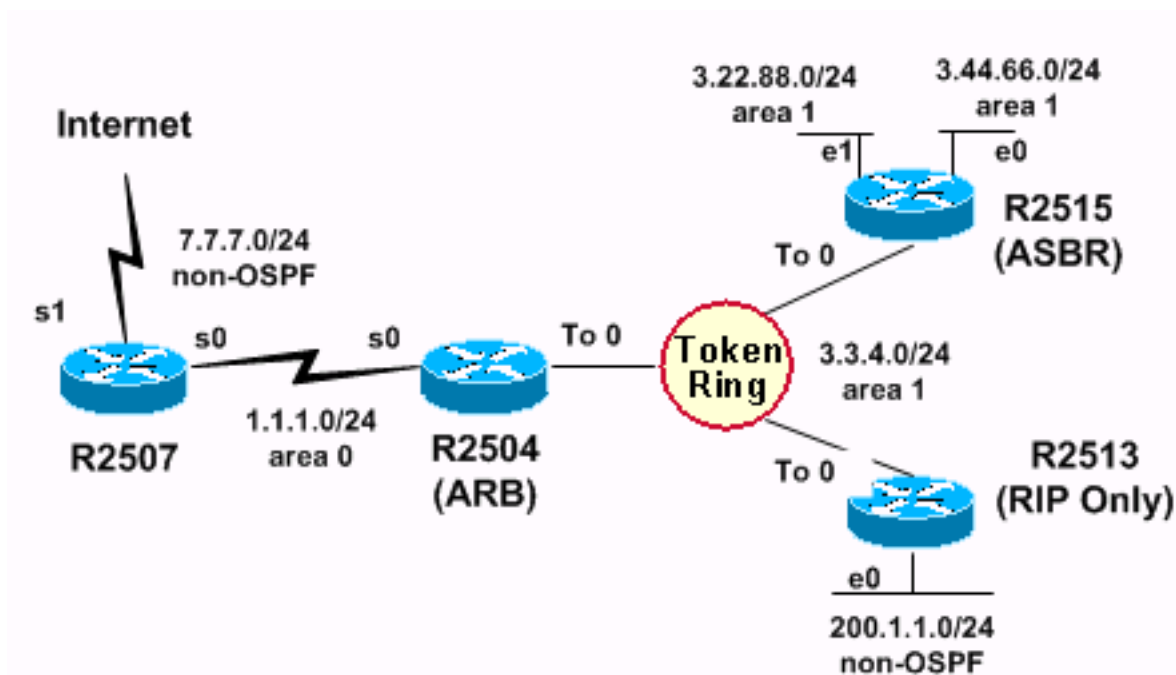 3.22.88.0/24
area 1
3.44.66.0/24
area 1
Internet
e1
e0
R2515
(ASBR)
7.7.7.0/24
non-OSPF
To 0
s1
s0
s0
To 0
Token
Ring
3.3.4.0/24
area 1
1.1.1.0/24
area 0
R2507
R2504
(ARB)
To 0
R2513
(RIP Only)
e0
200.1.1.0/24
non-OSPF